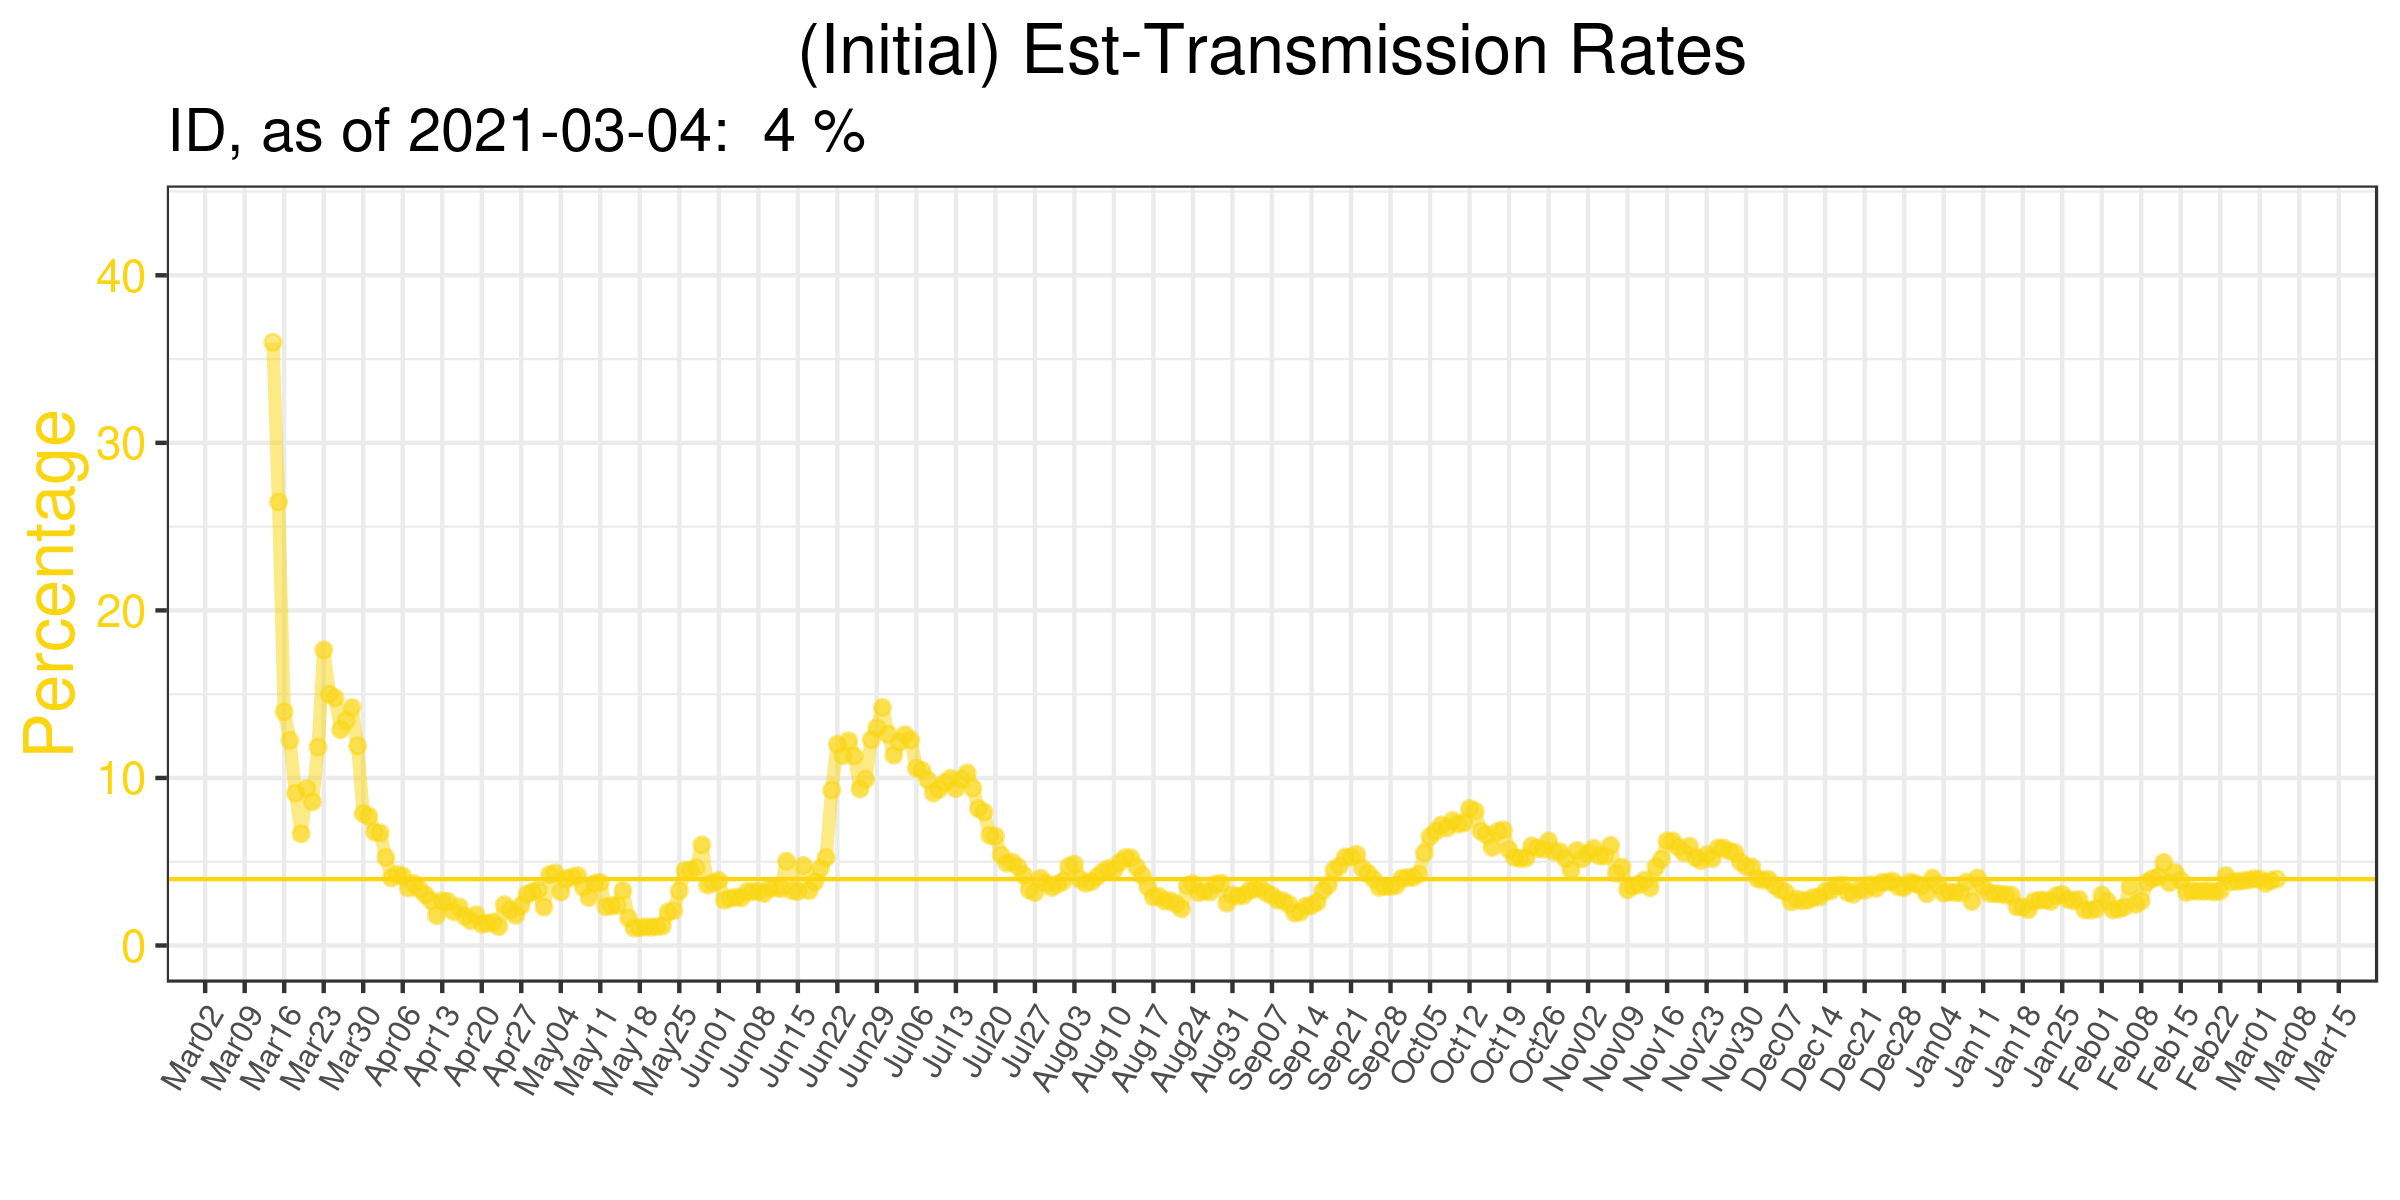 (Initial) Est-Transmission Rates
ID, as of 2021-03-04:  4 %
Percentage
40
30
20
10
0
Mar02
Mar09
Mar16
Mar23
Mar30
Apr06
Apr13
Apr20
Apr27
May04
May11
May18
May25
Jun01
Jun08
Jun15
Jun22
Jun29
Jul06
Jul13
Jul20
Jul27
Aug03
Aug10
Aug17
Aug24
Aug31
Sep07
Sep14
Sep21
Sep28
Oct05
Oct12
Oct19
Oct26
Nov02
Nov09
Nov16
Nov23
Nov30
Dec07
Dec14
Dec21
Dec28
Jan04
Jan11
Jan18
Jan25
Feb01
Feb08
Feb15
Feb22
Mar01
Mar08
Mar15